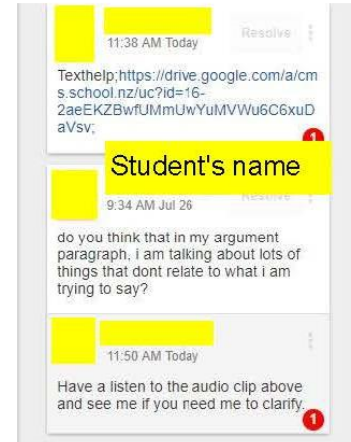 11:38 AM Today
Resolve
Texthelp;https://drive.google.com/a/cm
s.school.nz/uc?id=16-
2aeEKZBwfUMmUwYuMVWu6C6xuD
aVsv;
1
Student's name
9:34 AM Jul 26
do you think that in my argument
paragraph, i am talking about lots of
things that dont relate to what i am
trying to say?
11:50 AM Today
Have a listen to the audio clip above
and see me if you need me to clarify.
1